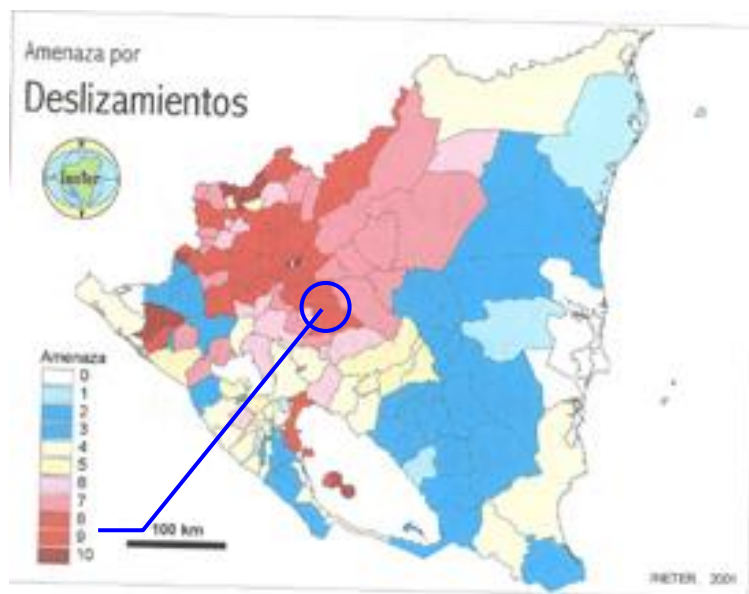 Amenaza por
Deslizamientos
Ineter
Amenaza
0
1
2
3
4
5
6
7
8
9
10
100 km
INETER, 2001